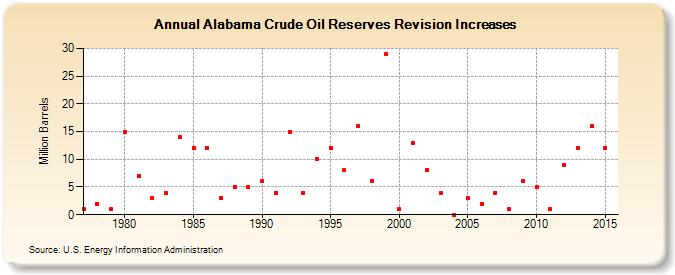 Annual Alabama Crude Oil Reserves Revision Increases
Million Barrels
30
25
20
15
10
5
0
1980 1985 1990 1995 2000 2005 2010 2015
Source: U.S. Energy Information Administration